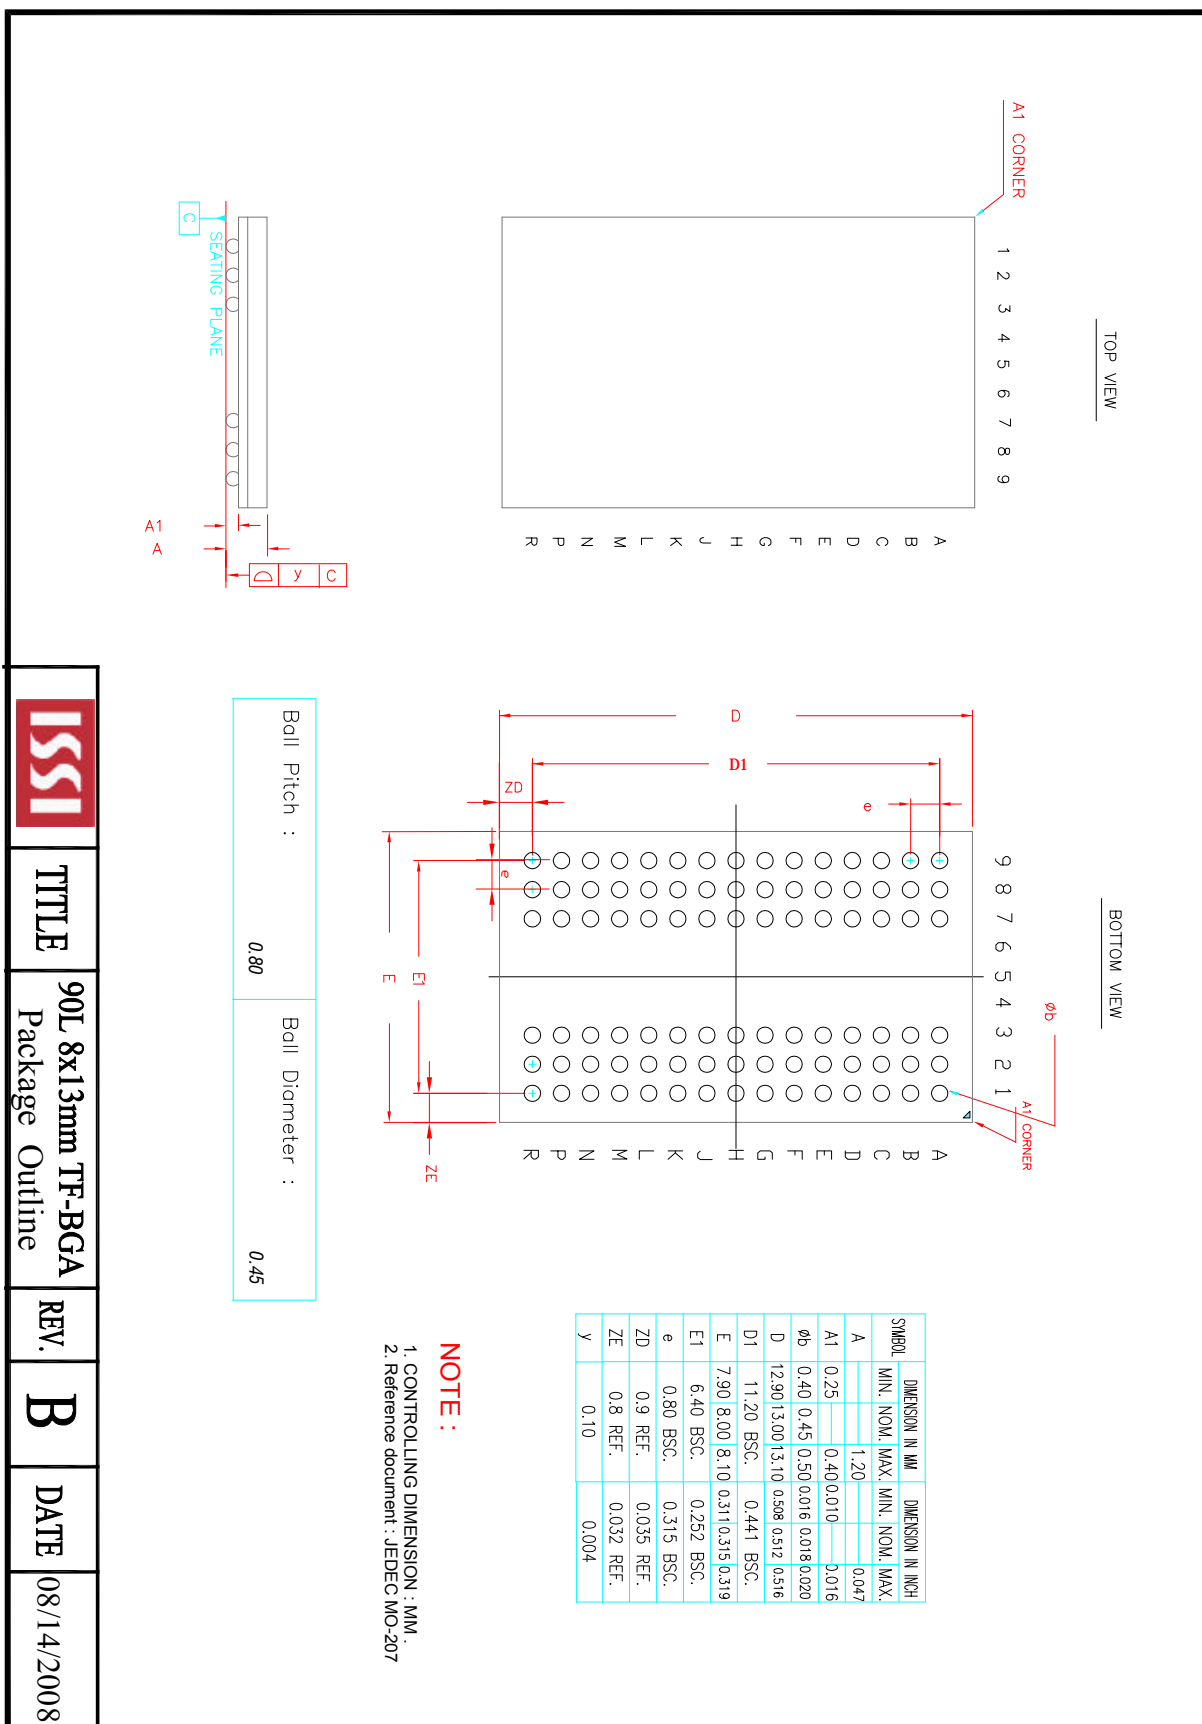 TOP VIEW
A1 CORNER
1 2 3 4 5 6 7 8 9
A
B
C
D
E
F
G
H
J
K
L
M
N
P
R
SEATING PLANE
C
A1
A
y C
BOTTOM VIEW
Øb
A1 CORNER
9 8 7 6 5 4 3 2 1
A
B
C
D
E
F
G
H
J
K
L
M
N
P
R
e
D
D1
ZD
e
E1
E
ZE
Ball Pitch : Ball Diameter :
0.80 0.45
SYMBOL DIMENSION IN MM DIMENSION IN INCH
MIN. NOM. MAX. MIN. NOM. MAX.
A 1.20 0.047
A1 0.25 0.40 0.010 0.016
Øb 0.40 0.45 0.50 0.016 0.018 0.020
D 12.90 13.00 13.10 0.508 0.512 0.516
D1 11.20 BSC. 0.441 BSC.
E 7.90 8.00 8.10 0.311 0.315 0.319
E1 6.40 BSC. 0.252 BSC.
e 0.80 BSC. 0.315 BSC.
ZD 0.9 REF. 0.035 REF.
ZE 0.8 REF. 0.032 REF.
y 0.10 0.004
NOTE :
1. CONTROLLING DIMENSION : MM .
2. Reference document : JEDEC MO-207
ISSI
TITLE
90L 8x13mm TF-BGA
Package Outline
REV.
B
DATE
08/14/2008